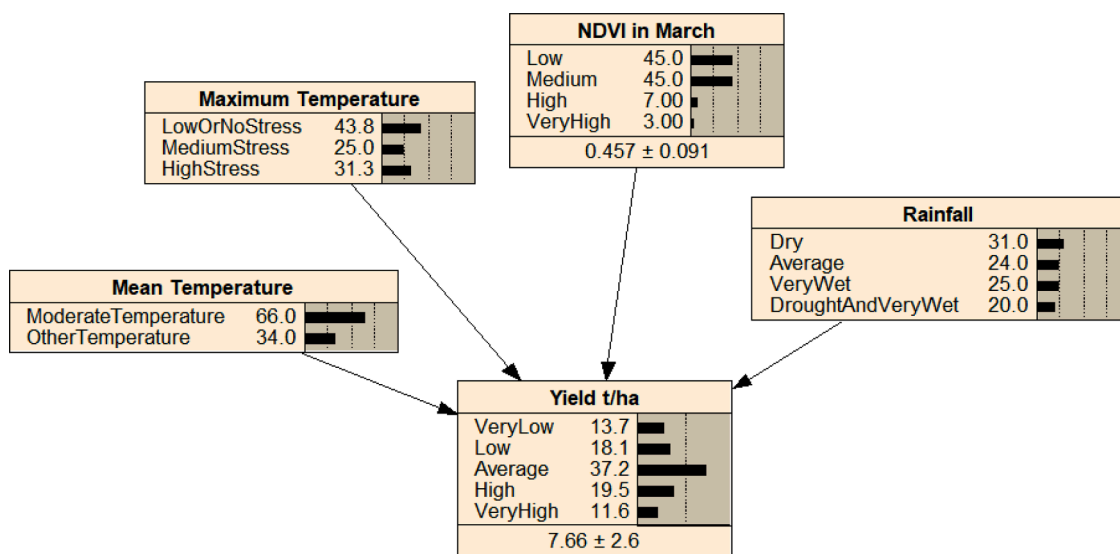 NDVI in March
Low 45.0
Medium 45.0
High 7.00
VeryHigh 3.00
0.457 ± 0.091
Maximum Temperature
LowOrNoStress 43.8
MediumStress 25.0
HighStress 31.3
Rainfall
Dry 31.0
Average 24.0
VeryWet 25.0
DroughtAndVeryWet 20.0
Mean Temperature
ModerateTemperature 66.0
OtherTemperature 34.0
Yield t/ha
VeryLow 13.7
Low 18.1
Average 37.2
High 19.5
VeryHigh 11.6
7.66 ± 2.6